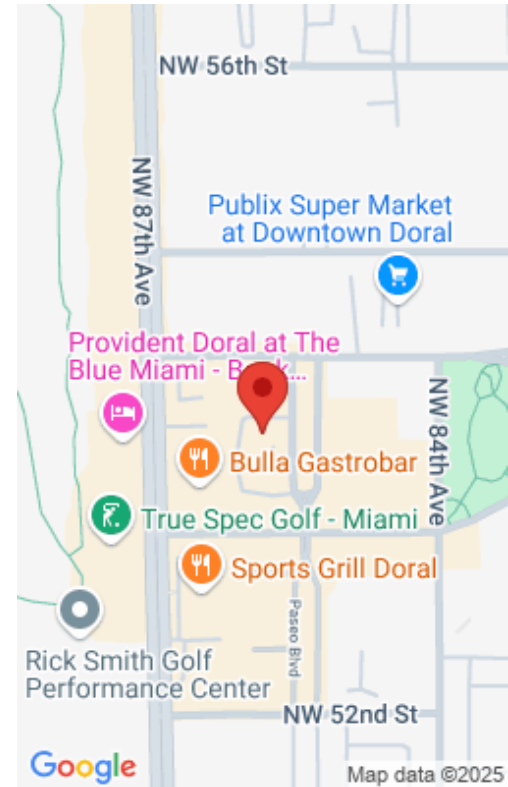 NW 56th St
NW 87th Ave
Publix Super Market
at Downtown Doral
Provident Doral at The
Blue Miami - B
NW 84th Ave
Bulla Gastrobar
True Spec Golf - Miami
Sports Grill Doral
Paseo Blvd
Rick Smith Golf
Performance Center
NW 52nd St
Google
Map data ©2025